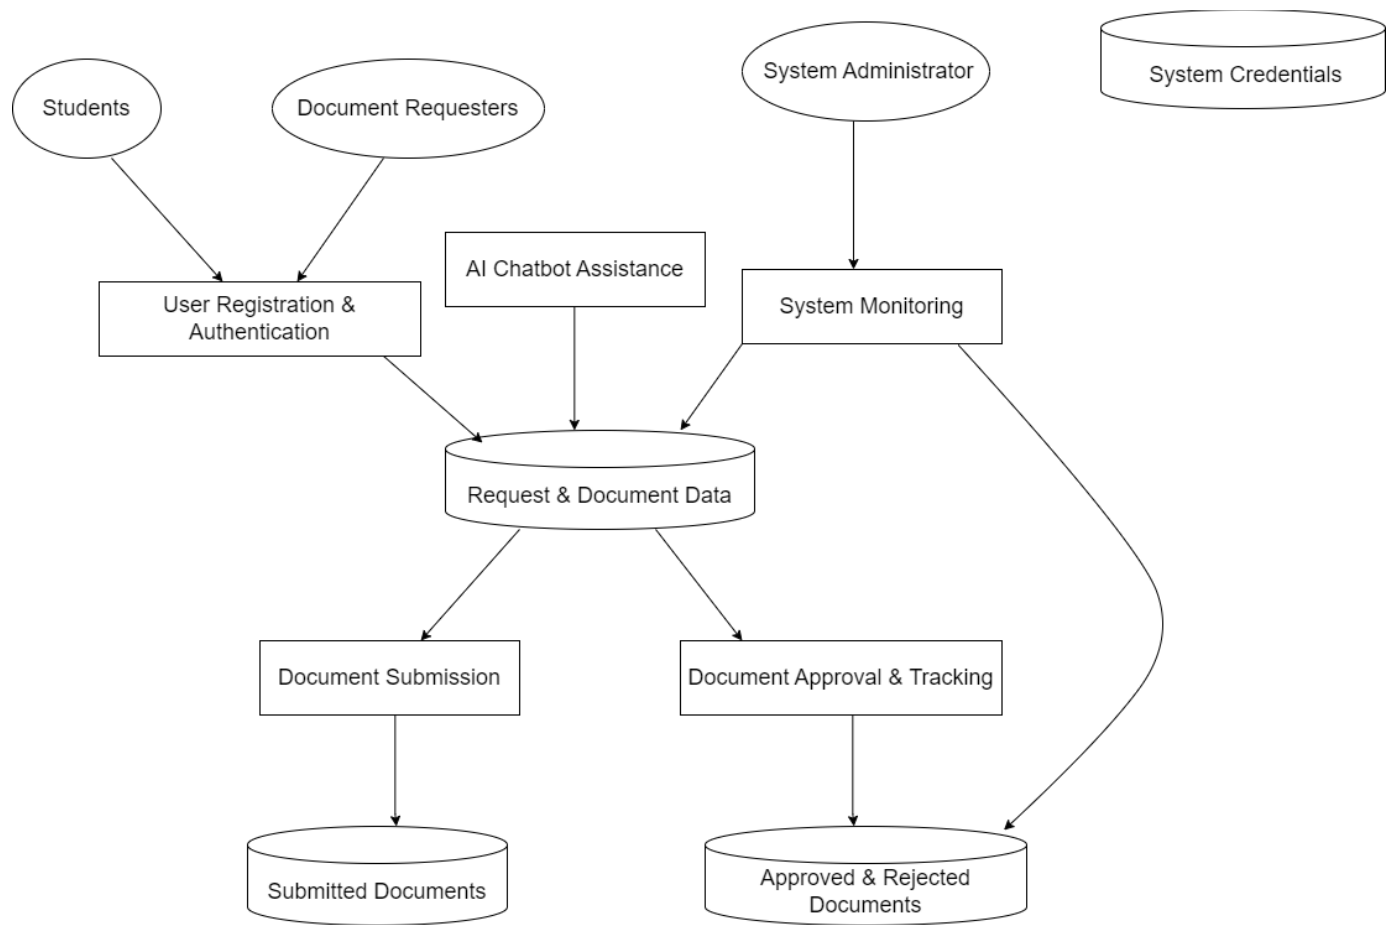 Students
Document Requesters
System Administrator
System Credentials
AI Chatbot Assistance
User Registration &
Authentication
System Monitoring
Request & Document Data
Document Submission
Document Approval & Tracking
Submitted Documents
Approved & Rejected
Documents